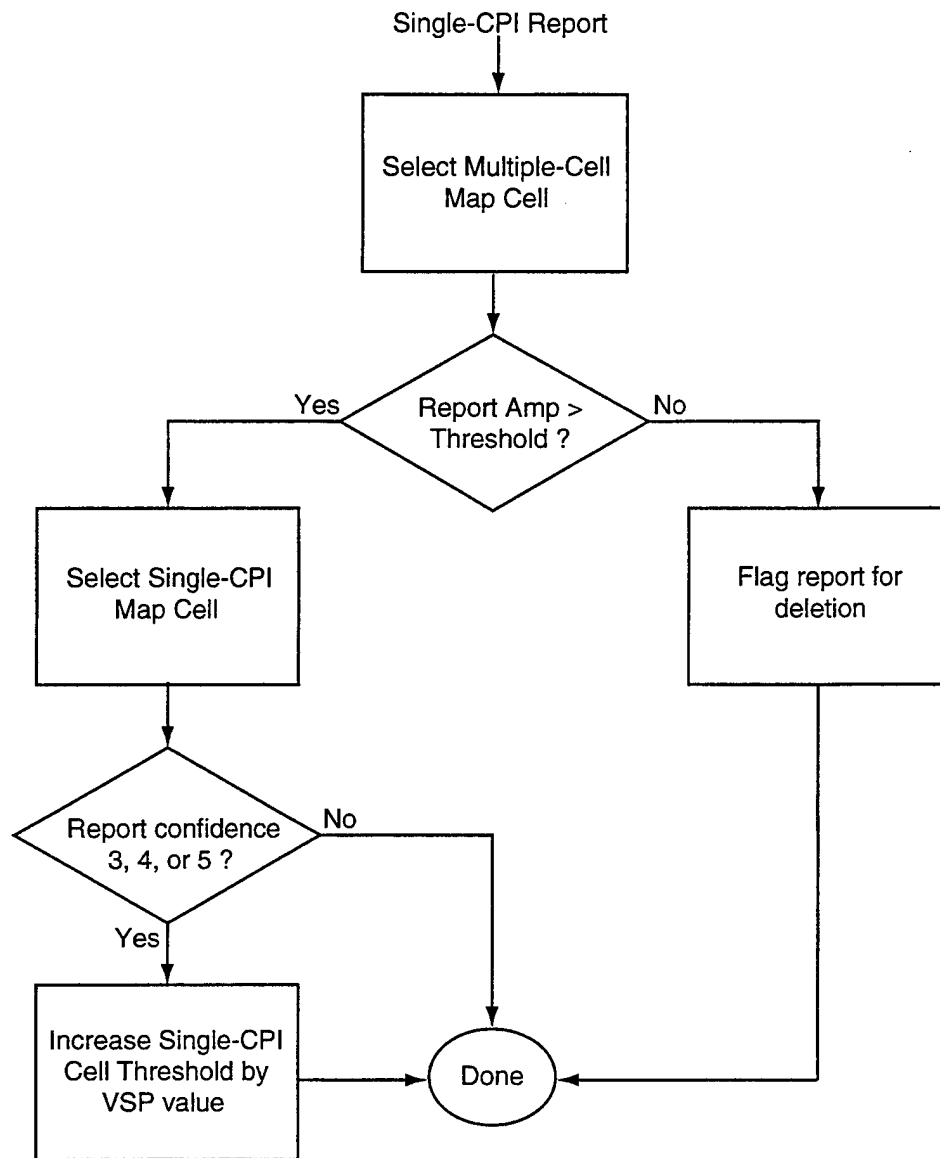 Single-CPI Report
Select Multiple-Cell
Map Cell
Report Amp >
Threshold ?
Yes
No
Select Single-CPI
Map Cell
Flag report for
deletion
Report confidence
3, 4, or 5 ?
No
Yes
Increase Single-CPI
Cell Threshold by
VSP value
Done